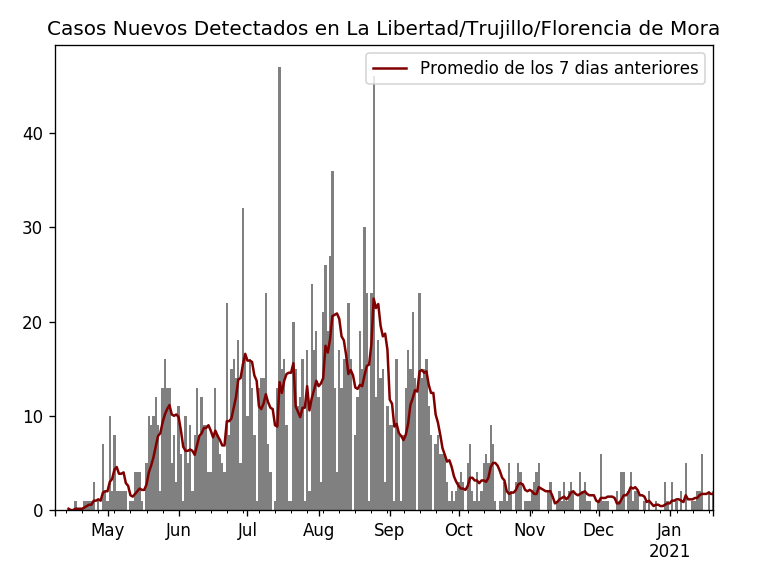 Casos Nuevos Detectados en La Libertad/Trujillo/Florencia de Mora
Promedio de los 7 dias anteriores
40
30
20
10
0
May Jun Jul Aug Sep Oct Nov Dec Jan
2021